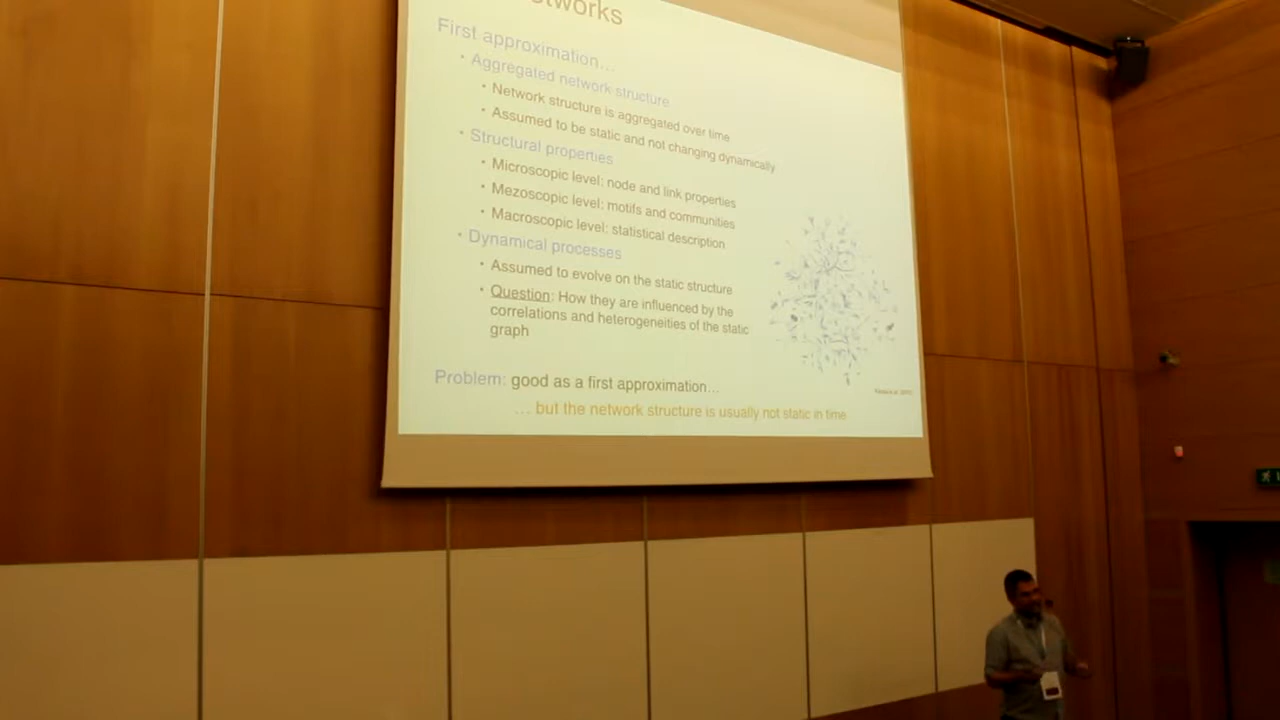 First approximation...
• Aggregated network structure
• Network structure is aggregated over time
• Assumed to be static and not changing dynamically
• Structural properties
• Microscopic level: node and link properties
• Mezoscopic level: motifs and communities
• Macroscopic level: statistical description
• Dynamical processes
• Assumed to evolve on the static structure
• Question: How they are influenced by the
correlations and heterogeneities of the static
graph
Problem: good as a first approximation...
... but the network structure is usually not static in time